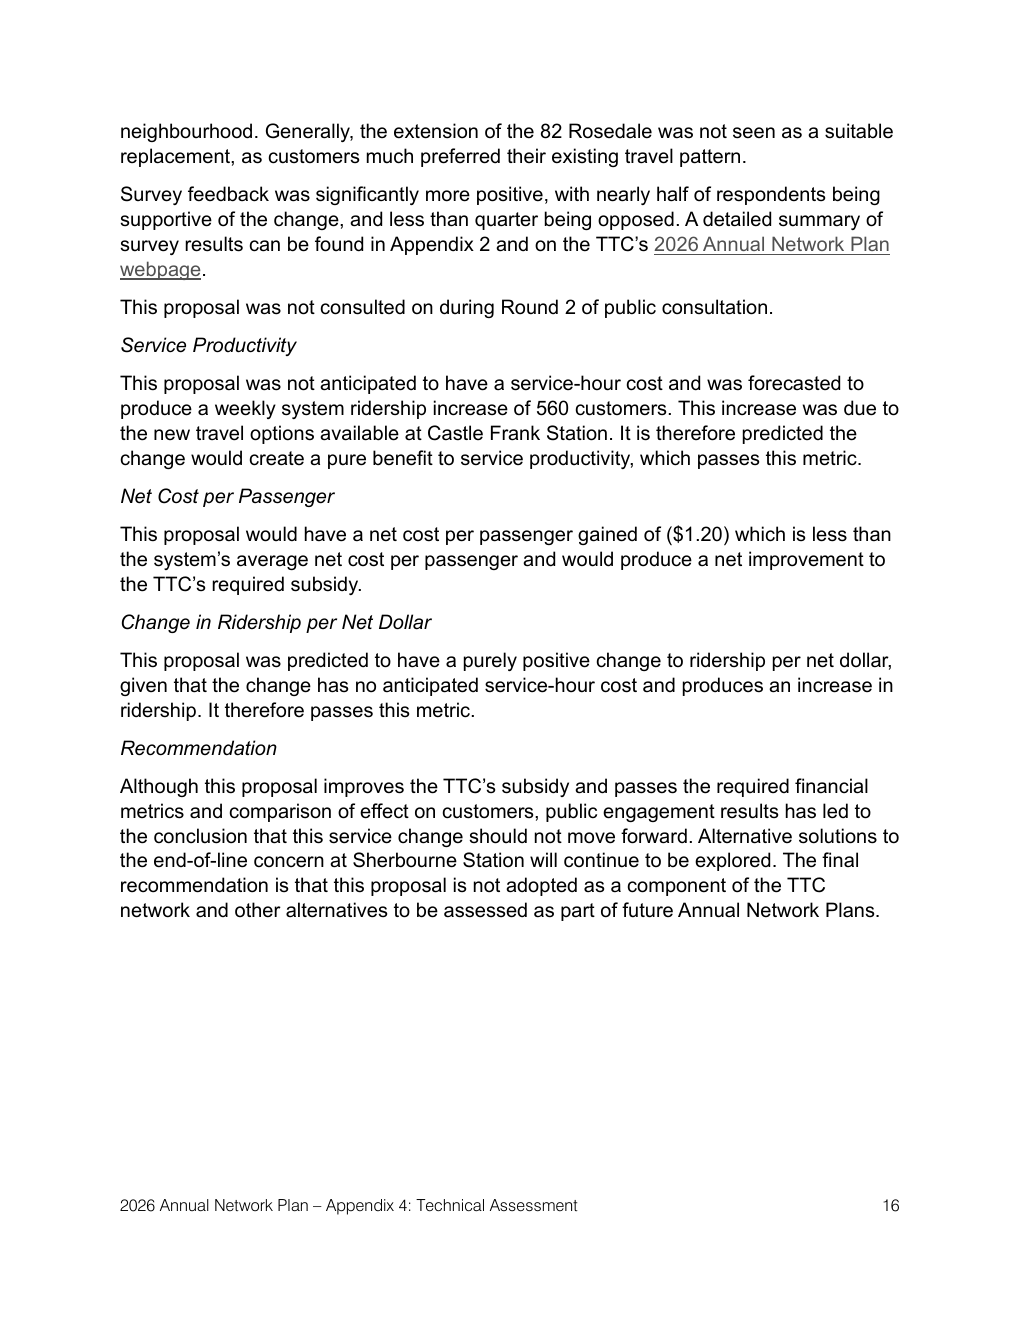 neighbourhood. Generally, the extension of the 82 Rosedale was not seen as a suitable
replacement, as customers much preferred their existing travel pattern.
Survey feedback was significantly more positive, with nearly half of respondents being
supportive of the change, and less than quarter being opposed. A detailed summary of
survey results can be found in Appendix 2 and on the TTC’s 2026 Annual Network Plan
webpage.
This proposal was not consulted on during Round 2 of public consultation.
Service Productivity
This proposal was not anticipated to have a service-hour cost and was forecasted to
produce a weekly system ridership increase of 560 customers. This increase was due to
the new travel options available at Castle Frank Station. It is therefore predicted the
change would create a pure benefit to service productivity, which passes this metric.
Net Cost per Passenger
This proposal would have a net cost per passenger gained of ($1.20) which is less than
the system’s average net cost per passenger and would produce a net improvement to
the TTC’s required subsidy.
Change in Ridership per Net Dollar
This proposal was predicted to have a purely positive change to ridership per net dollar,
given that the change has no anticipated service-hour cost and produces an increase in
ridership. It therefore passes this metric.
Recommendation
Although this proposal improves the TTC’s subsidy and passes the required financial
metrics and comparison of effect on customers, public engagement results has led to
the conclusion that this service change should not move forward. Alternative solutions to
the end-of-line concern at Sherbourne Station will continue to be explored. The final
recommendation is that this proposal is not adopted as a component of the TTC
network and other alternatives to be assessed as part of future Annual Network Plans.
2026 Annual Network Plan – Appendix 4: Technical Assessment 16